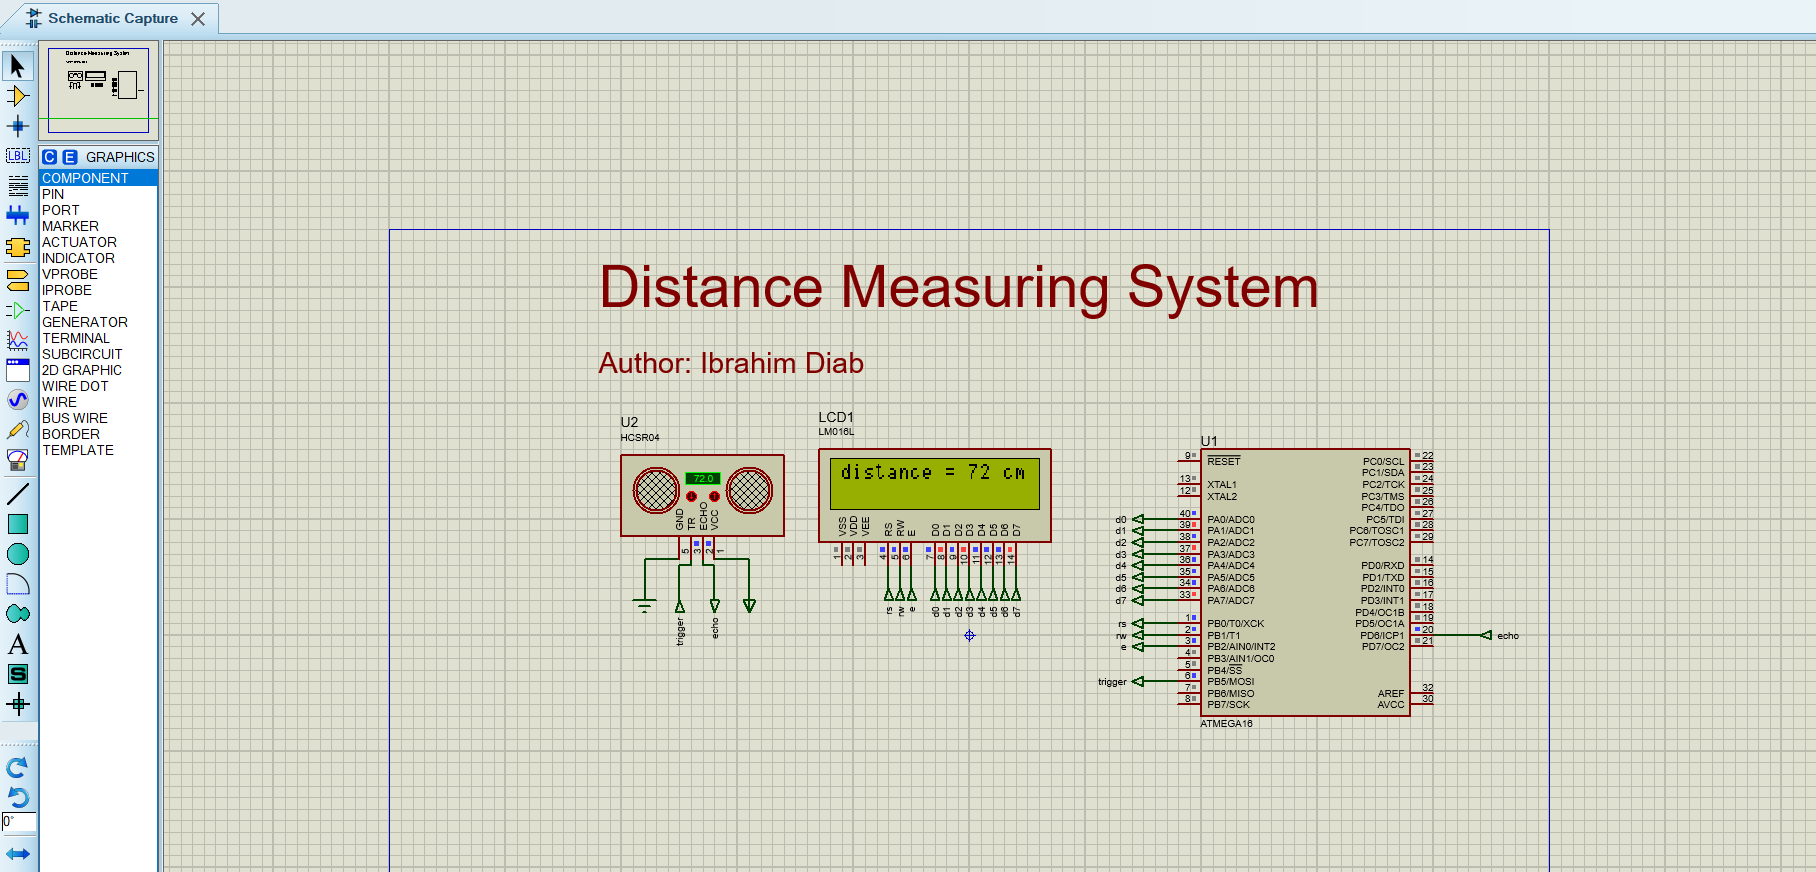 Schematic Capture
LBL
C E GRAPHICS
COMPONENT
PIN
PORT
MARKER
ACTUATOR
INDICATOR
VPROBE
IPROBE
TAPE
GENERATOR
TERMINAL
SUBCIRCUIT
2D GRAPHIC
WIRE DOT
WIRE
BUS WIRE
BORDER
TEMPLATE
A
S
0°
Distance Measuring System
Author: Ibrahim Diab
U2
HCSR04
72.0
GND
TR
ECHO
VCC
5 3 2 1
trigger
echo
LCD1
LM016L
distance = 72 cm
VSS VDD VEE RS RW E D0 D1 D2 D3 D4 D5 D6 D7
1 2 3 4 5 6 7 8 9 10 11 12 13 14
rs rw e d0 d1 d2 d3 d4 d5 d6 d7
U1
9 RESET PC0/SCL 22
PC1/SDA 23
13 XTAL1 PC2/TCK 24
12 XTAL2 PC3/TMS 25
PC4/TDO 26
d0 40 PA0/ADC0 PC5/TDI 27
d1 39 PA1/ADC1 PC6/TOSC1 28
d2 38 PA2/ADC2 PC7/TOSC2 29
d3 37 PA3/ADC3
d4 36 PA4/ADC4 PD0/RXD 14
d5 35 PA5/ADC5 PD1/TXD 15
d6 34 PA6/ADC6 PD2/INT0 16
d7 33 PA7/ADC7 PD3/INT1 17
PD4/OC1B 18
rs 1 PB0/T0/XCK PD5/OC1A 19
rw 2 PB1/T1 PD6/ICP1 20 echo
e 3 PB2/AIN0/INT2 PD7/OC2 21
4 PB3/AIN1/OC0
5 PB4/SS
trigger 6 PB5/MOSI
7 PB6/MISO AREF 32
8 PB7/SCK AVCC 30
ATMEGA16